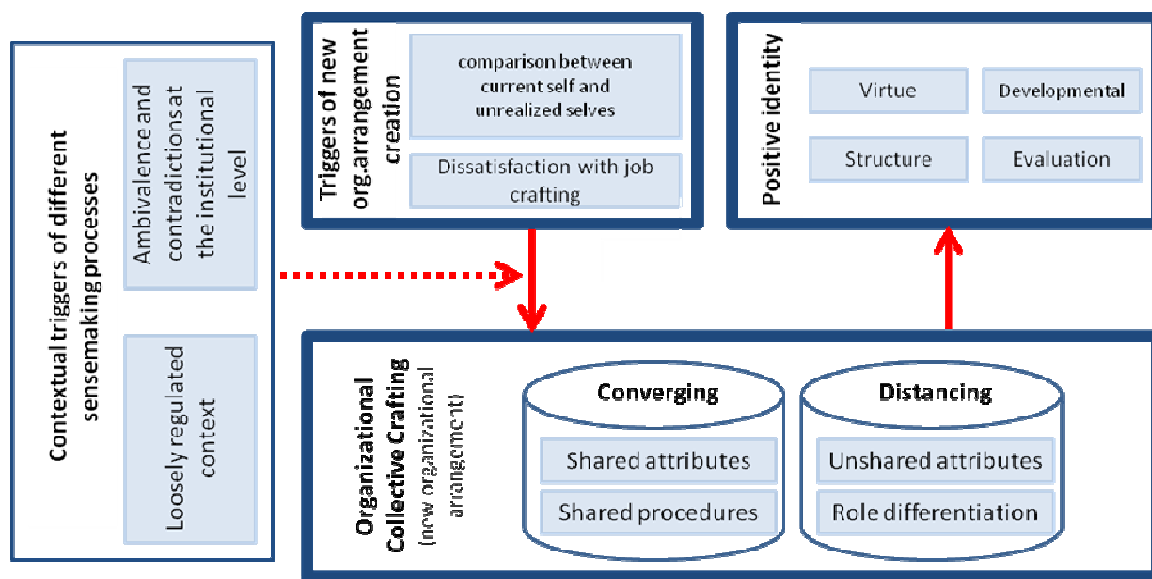 Contextual triggers of different
sensemaking processes
Ambivalence and
contradictionsat
the institutional
level
Loosely regulated
context
Triggers of new
org.arrangement
creation
comparison between
current self and
unrealized selves
Dissatisfaction with job
crafting
Positive identity
Virtue
Developmental
Structure
Evaluation
Organizational
Collective Crafting
(new organizational
arrangement)
Converging
Shared attributes
Shared procedures
Distancing
Unshared attributes
Role differentiation